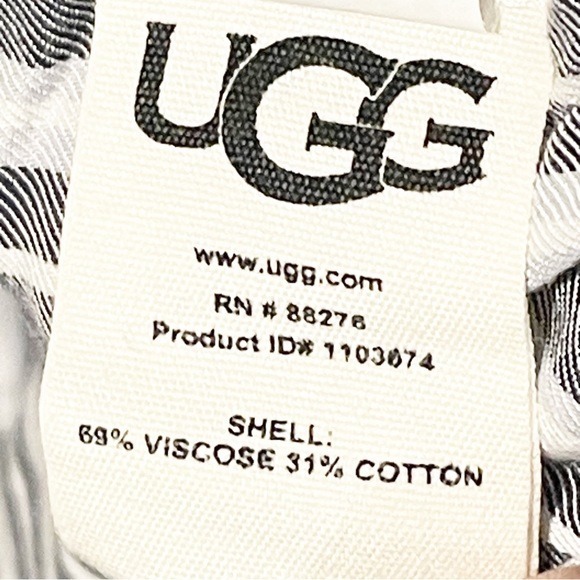 UGG
www.ugg.com
RN # 88276
Product ID# 1103674
SHELL:
69% VISCOSE 31% COTTON